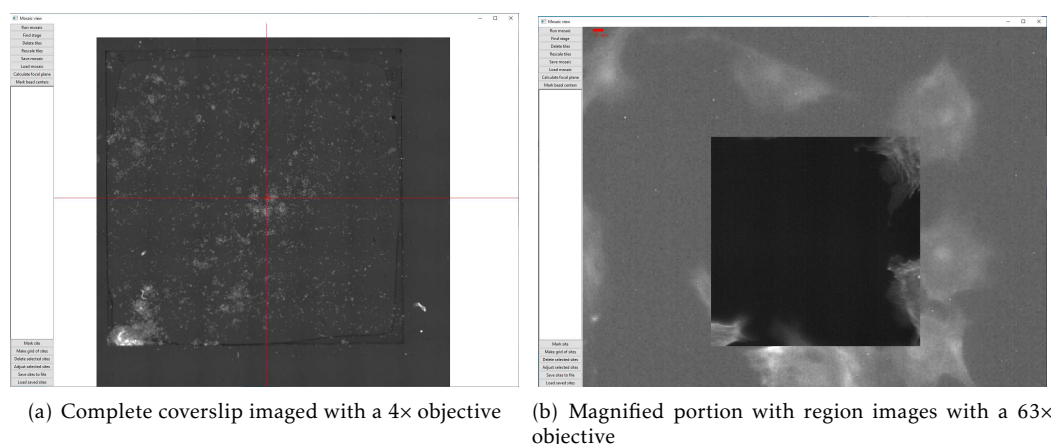 Mosaic view
Run mosaic
Find stage
Delete tiles
Rescale tiles
Save mosaic
Load mosaic
Calculate focal plane
Mark bead centers
Mark site
Make grid of sites
Delete selected sites
Adjust selected sites
Save sites to file
Load saved sites
(a) Complete coverslip imaged with a 4× objective
Mosaic view
Run mosaic
Find stage
Delete tiles
Rescale tiles
Save mosaic
Load mosaic
Calculate focal plane
Mark bead centers
Mark site
Make grid of sites
Delete selected sites
Adjust selected sites
Save sites to file
Load saved sites
(b) Magnified portion with region images with a 63×
objective